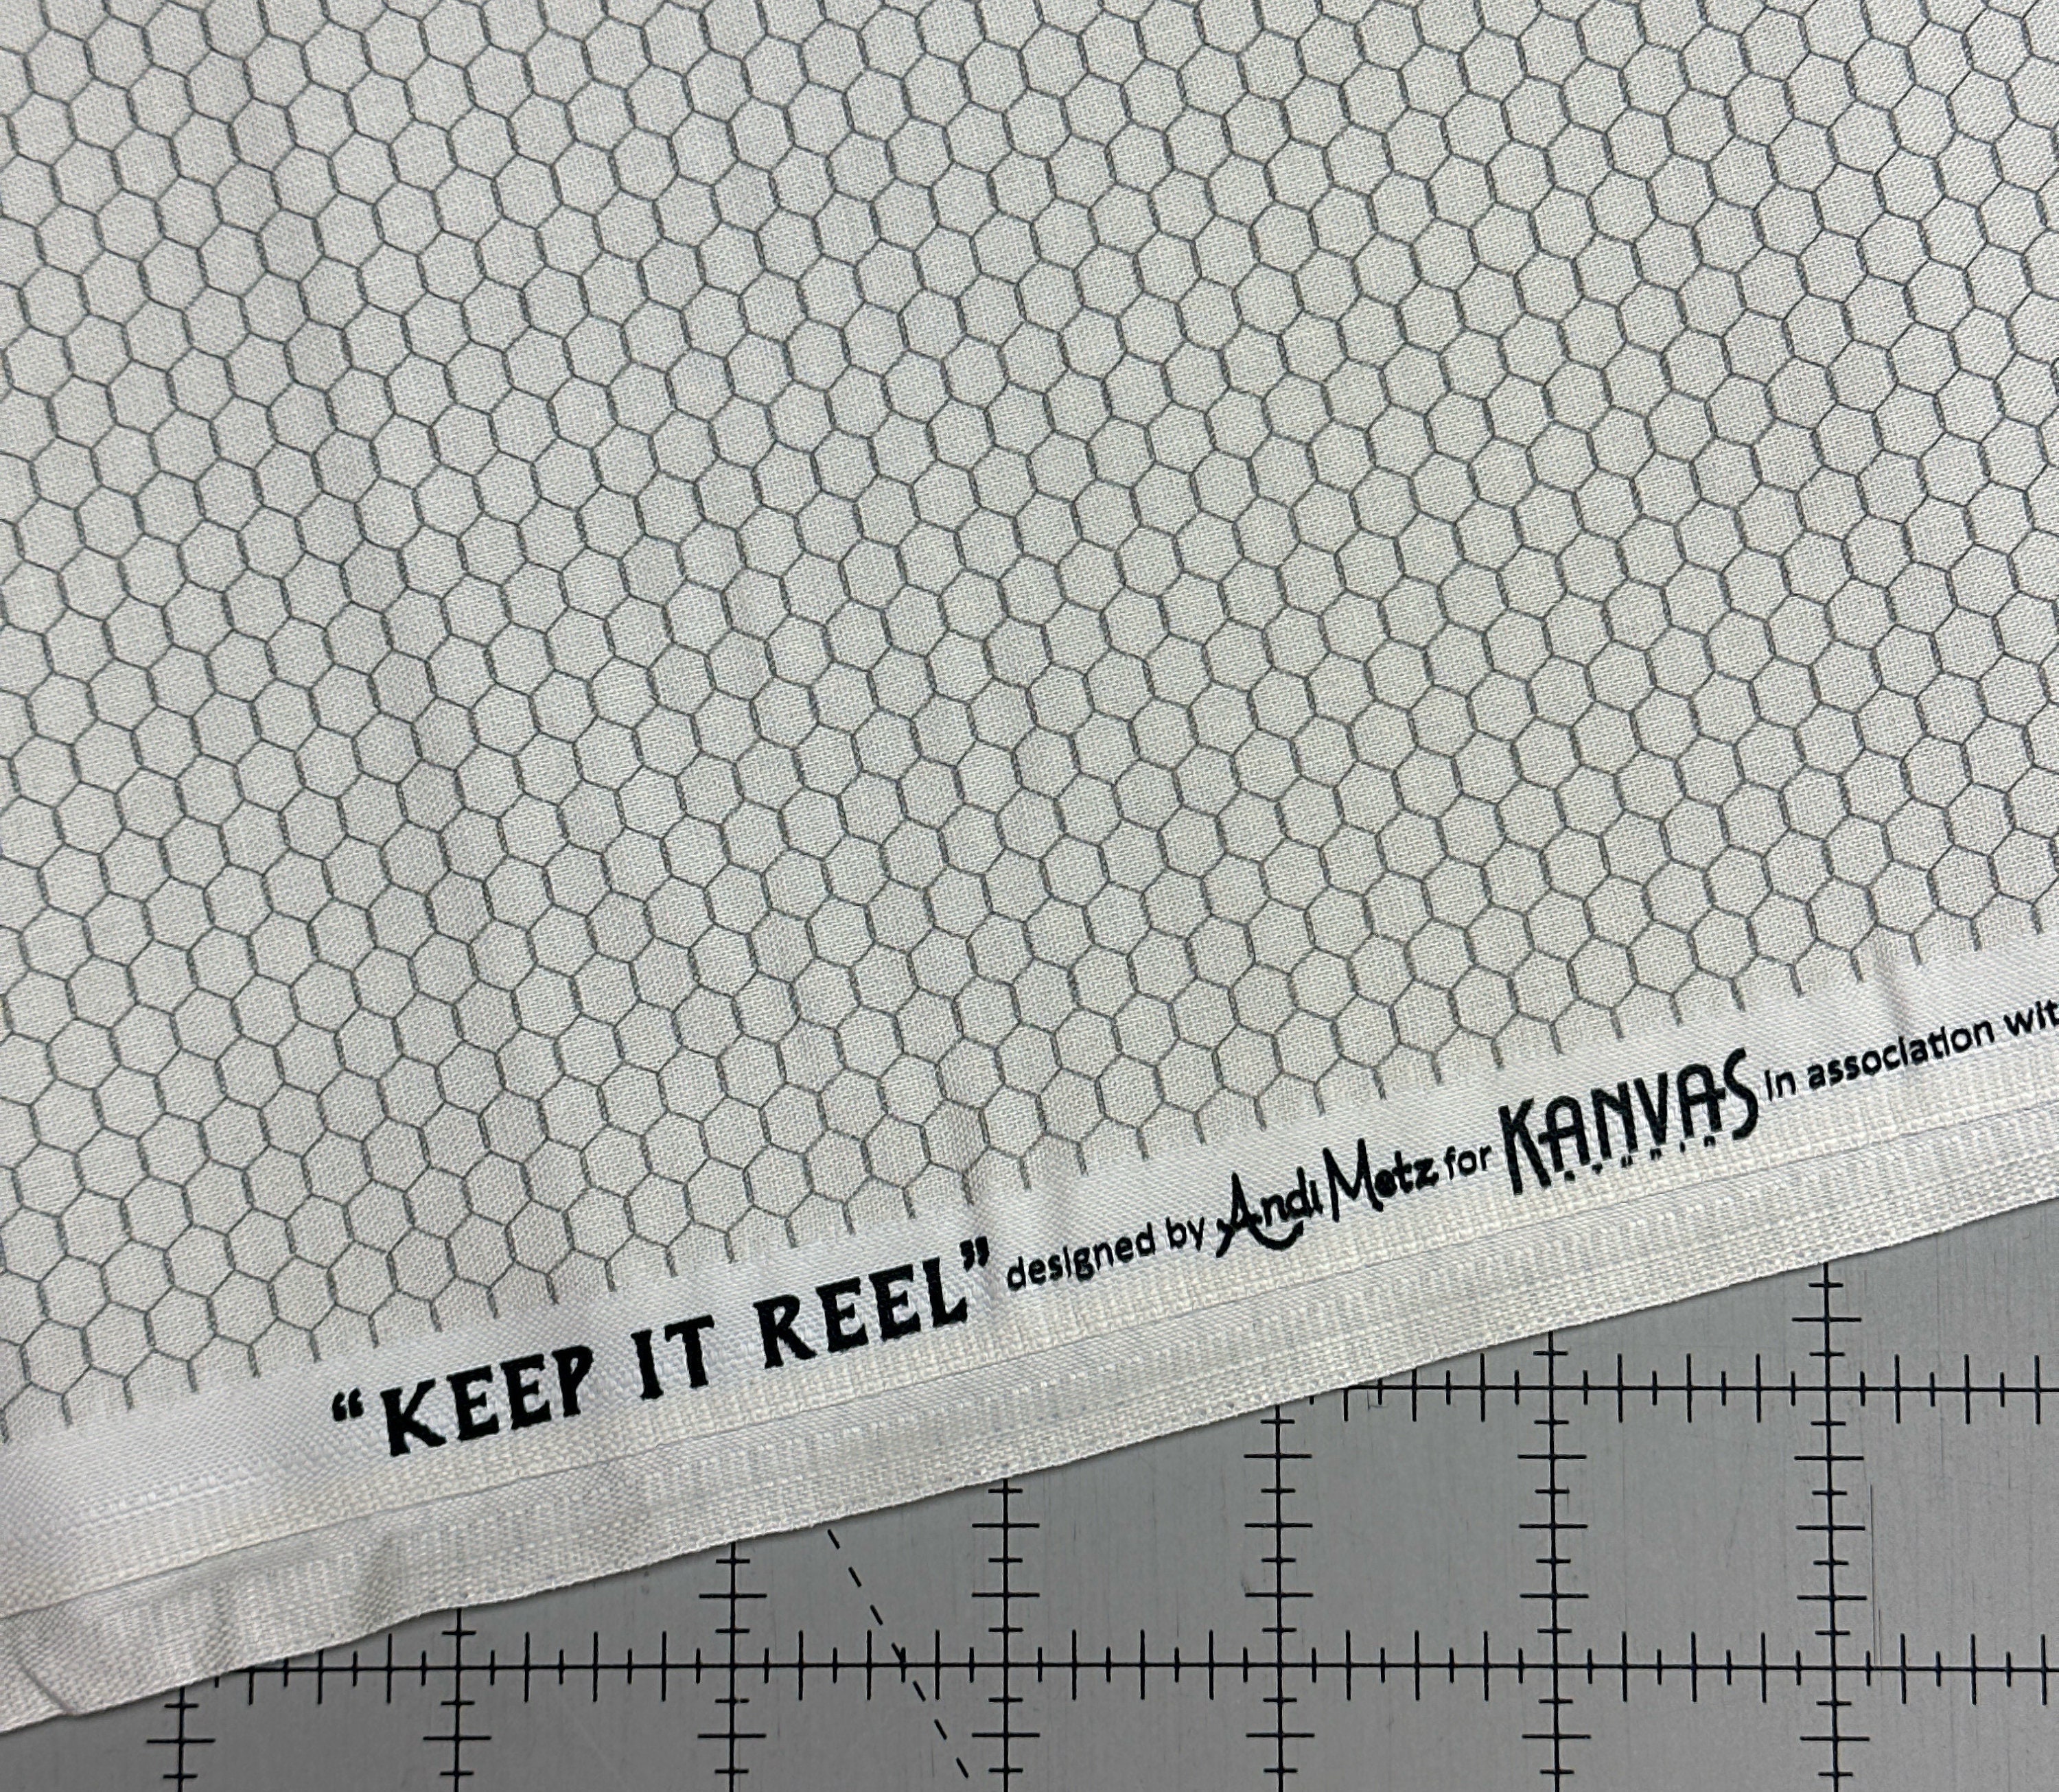 “KEEP IT REEL” designed by Andi Metz for KANVAS in association wit